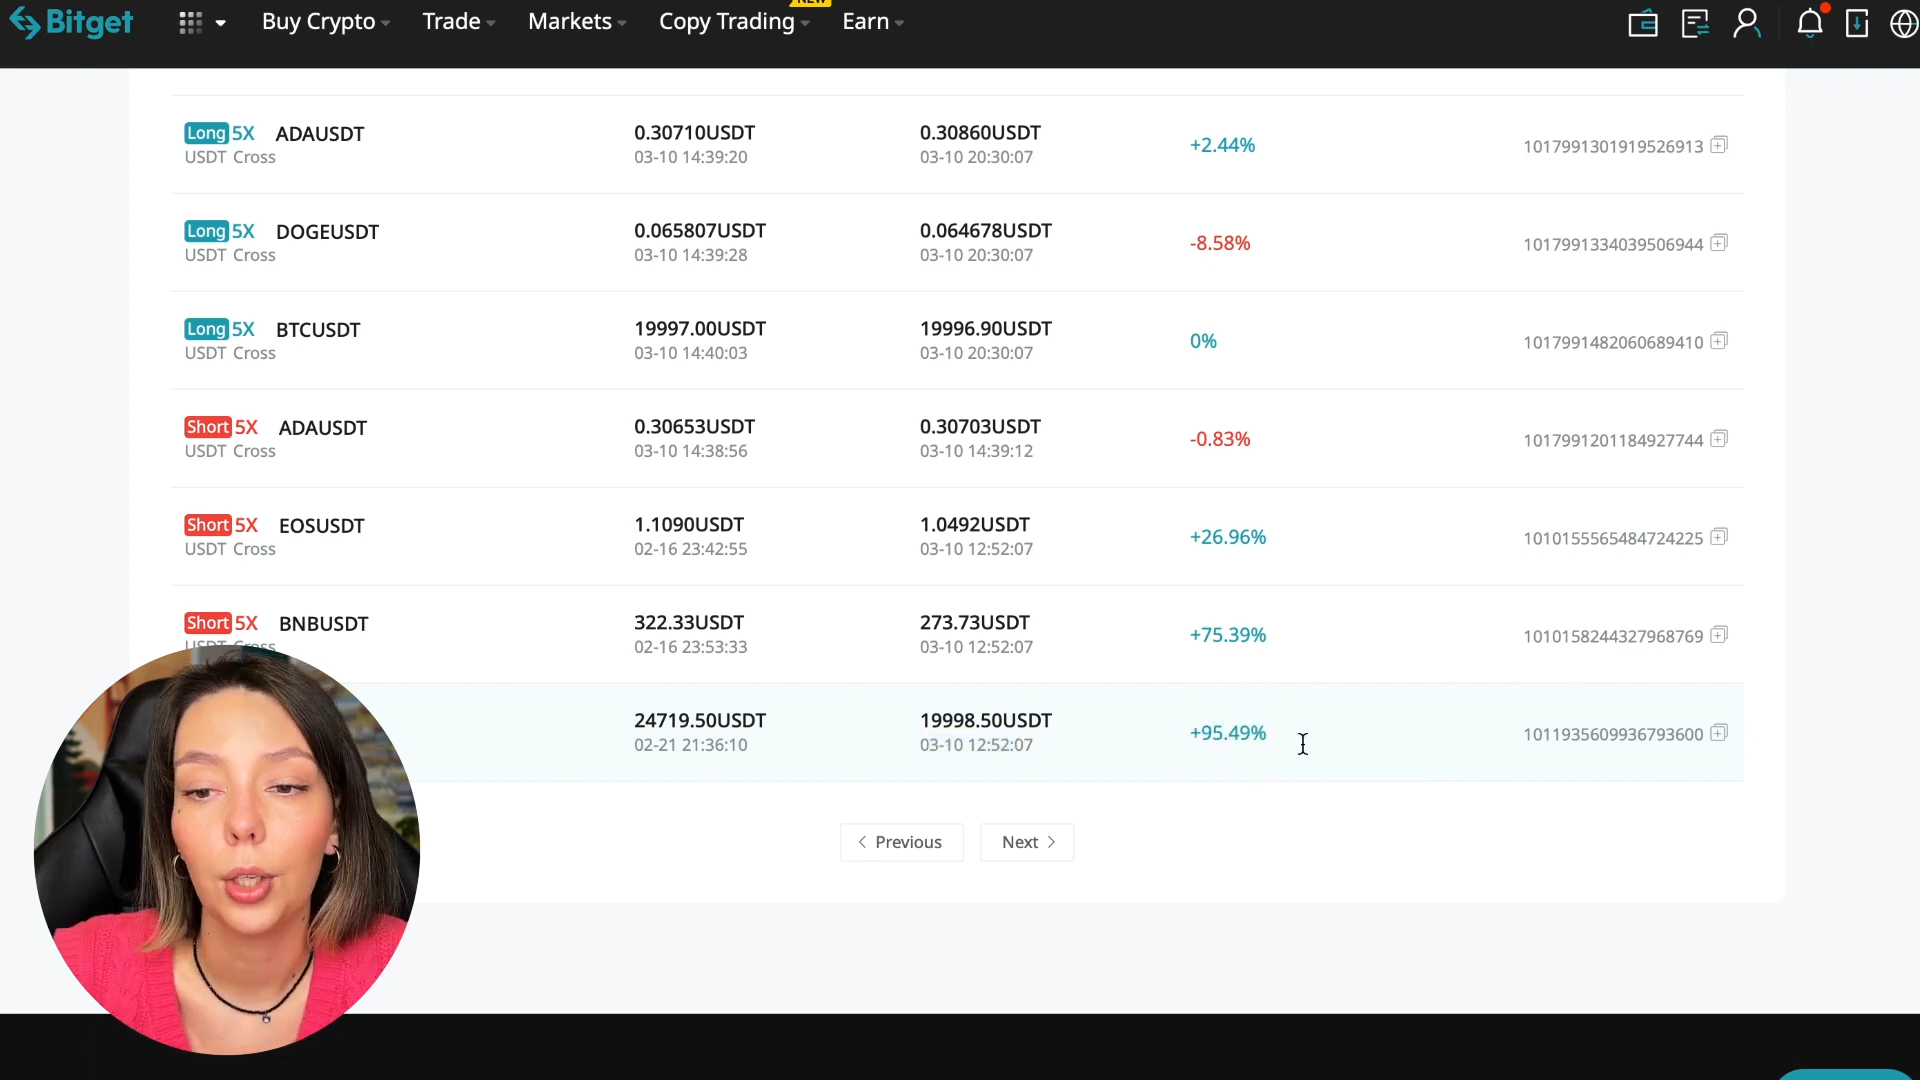 Bitget
Buy Crypto
Trade
Markets
Copy Trading
NEW
Earn
Long 5X ADAUSDT 0.30710USDT 0.30860USDT +2.44% 1017991301919526913
USDT Cross 03-10 14:39:20 03-10 20:30:07
Long 5X DOGEUSDT 0.065807USDT 0.064678USDT -8.58% 1017991334039506944
USDT Cross 03-10 14:39:28 03-10 20:30:07
Long 5X BTCUSDT 19997.00USDT 19996.90USDT 0% 1017991482060689410
USDT Cross 03-10 14:40:03 03-10 20:30:07
Short 5X ADAUSDT 0.30653USDT 0.30703USDT -0.83% 1017991201184927744
USDT Cross 03-10 14:38:56 03-10 14:39:12
Short 5X EOSUSDT 1.1090USDT 1.0492USDT +26.96% 1010155565484724225
USDT Cross 02-16 23:42:55 03-10 12:52:07
Short 5X BNBUSDT 322.33USDT 273.73USDT +75.39% 1010158244327968769
USDT Cross 02-16 23:53:33 03-10 12:52:07
24719.50USDT 19998.50USDT +95.49% 1011935609936793600
02-21 21:36:10 03-10 12:52:07
Previous
Next